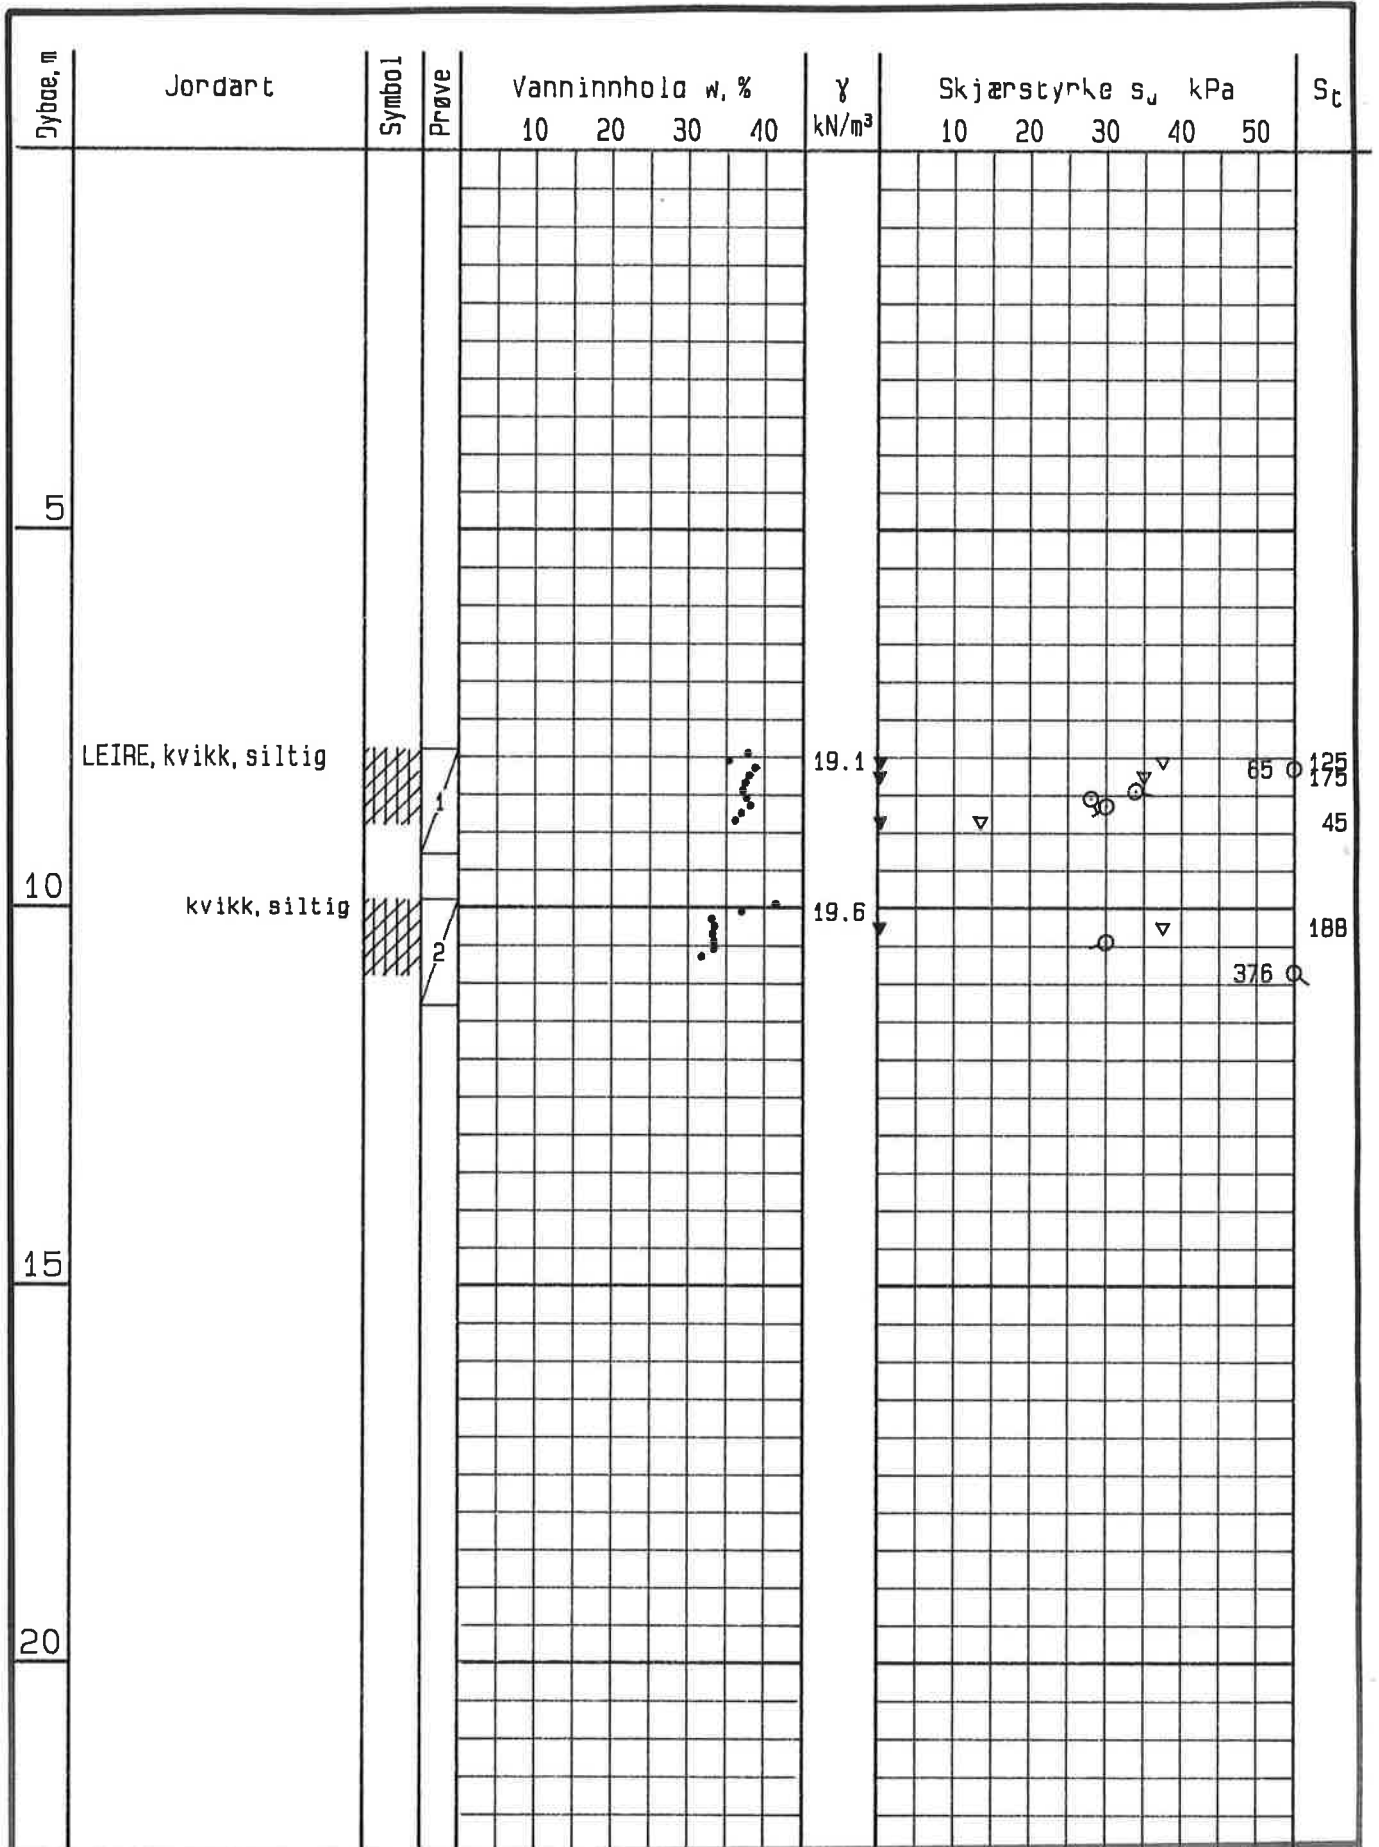 Dybde, m Jordart Symbol Prøve Vanninnhold w, % γ kN/m³ Skjærstyrke su kPa St
10 20 30 40 10 20 30 40 50
5
LEIRE, kvikk, siltig 19.1 65 125
175
1
45
10 kvikk, siltig 19.6
188
2
376
15
20